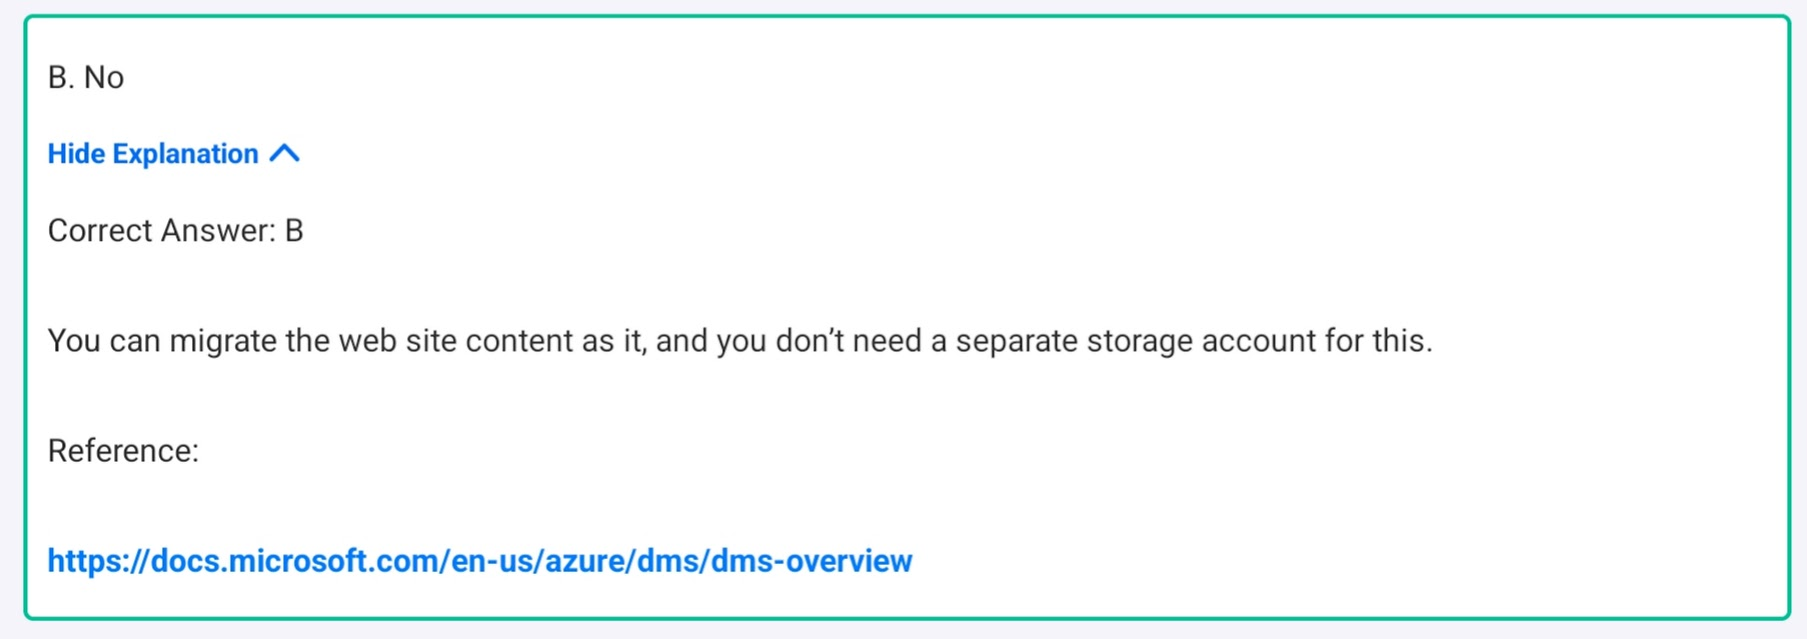 B. No
Hide Explanation
Correct Answer: B
You can migrate the web site content as it, and you don’t need a separate storage account for this.
Reference:
https://docs.microsoft.com/en-us/azure/dms/dms-overview